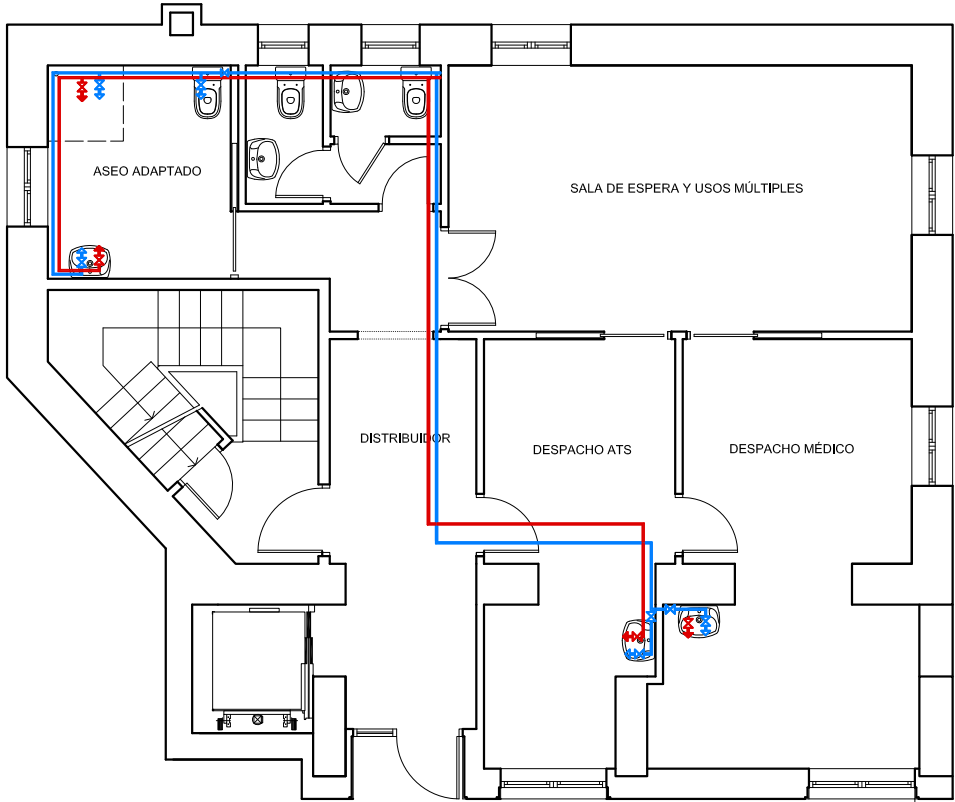 ASEO ADAPTADO
SALA DE ESPERA Y USOS MÚLTIPLES
DISTRIBUIDOR
DESPACHO ATS
DESPACHO MÉDICO